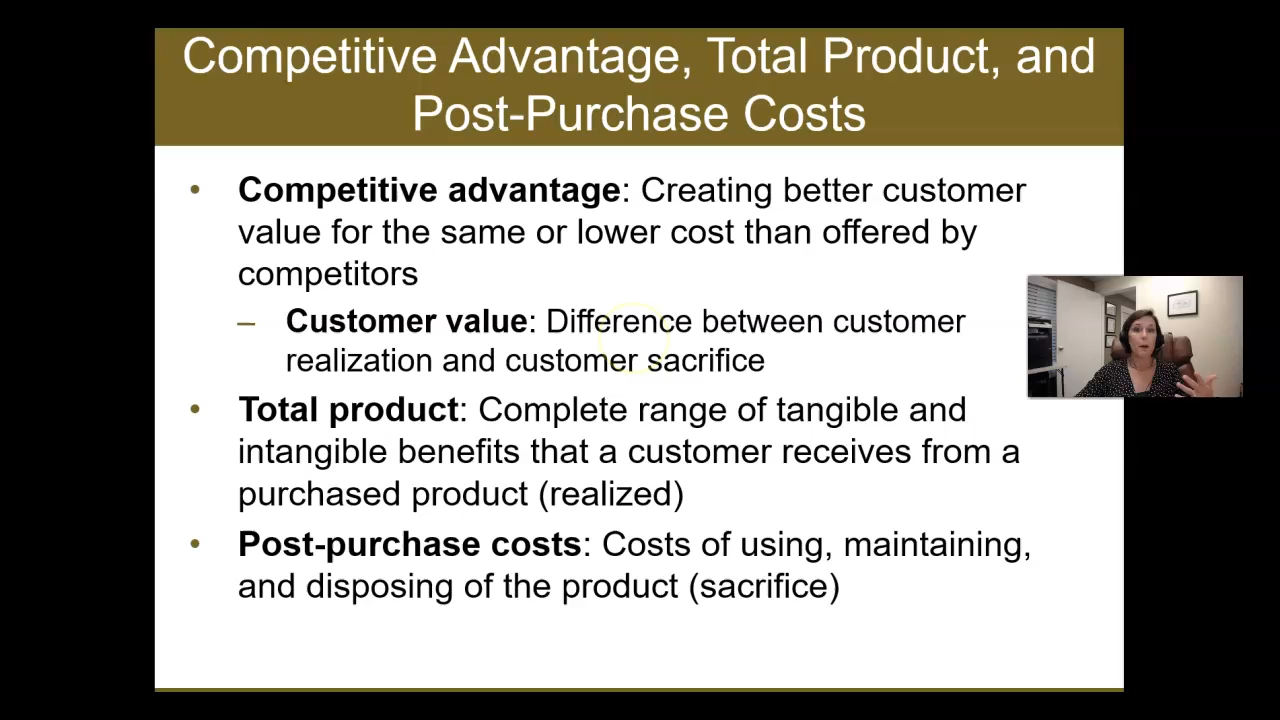 Competitive Advantage, Total Product, and
Post-Purchase Costs
• Competitive advantage: Creating better customer
value for the same or lower cost than offered by
competitors
– Customer value: Difference between customer
realization and customer sacrifice
• Total product: Complete range of tangible and
intangible benefits that a customer receives from a
purchased product (realized)
• Post-purchase costs: Costs of using, maintaining,
and disposing of the product (sacrifice)